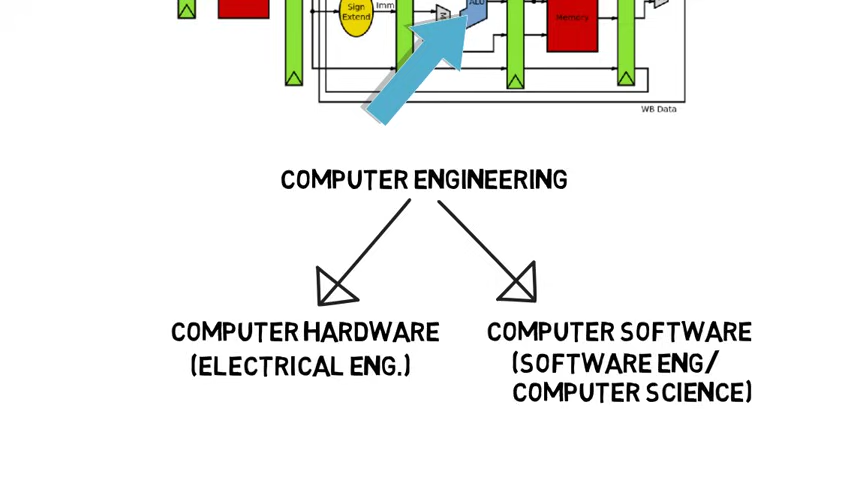 Sign
Extend
Imm
M
ALU
Memory
WB Data
COMPUTER ENGINEERING
COMPUTER HARDWARE
(ELECTRICAL ENG.)
COMPUTER SOFTWARE
(SOFTWARE ENG/
COMPUTER SCIENCE)